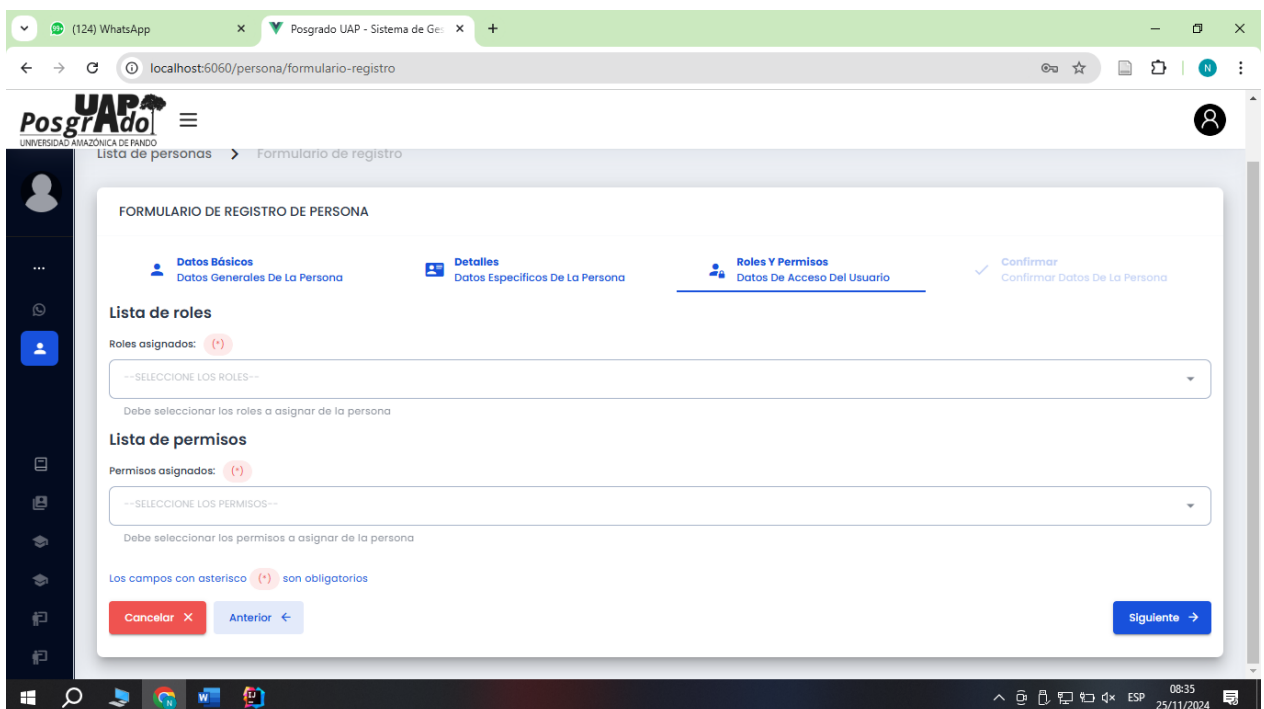 (124) WhatsApp
Posgrado UAP - Sistema de Ges
localhost:6060/persona/formulario-registro
N
UAP
PosgrAdo
UNIVERSIDAD AMAZÓNICA DE PANDO
Lista de personas > Formulario de registro
FORMULARIO DE REGISTRO DE PERSONA
Datos Básicos
Datos Generales De La Persona
Detalles
Datos Especificos De La Persona
Roles Y Permisos
Datos De Acceso Del Usuario
Confirmar
Confirmar Datos De La Persona
Lista de roles
Roles asignados: (*)
--SELECCIONE LOS ROLES--
Debe seleccionar los roles a asignar de la persona
Lista de permisos
Permisos asignados: (*)
--SELECCIONE LOS PERMISOS--
Debe seleccionar los permisos a asignar de la persona
Los campos con asterisco (*) son obligatorios
Cancelar X
Anterior ←
Siguiente →
ESP
08:35
25/11/2024